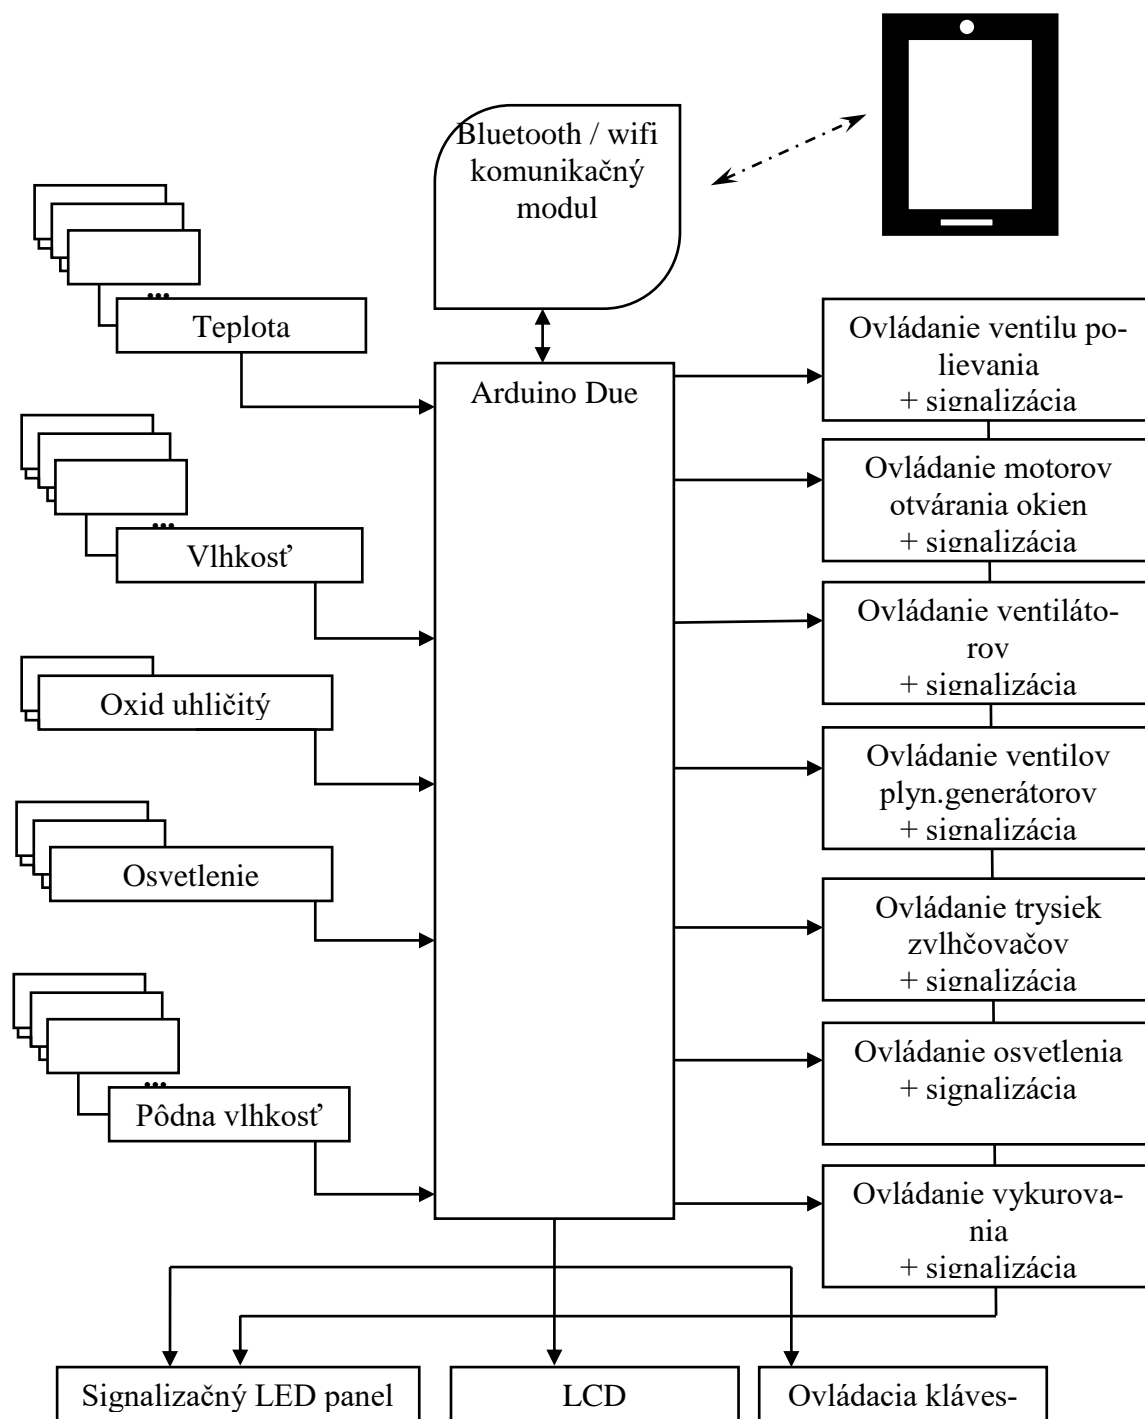 Bluetooth / wifi
komunikačný
modul
...
Teplota
...
Vlhkosť
Oxid uhličitý
Osvetlenie
...
Pôdna vlhkosť
Arduino Due
Ovládanie ventilu po-
lievania
+ signalizácia
Ovládanie motorov
otvárania okien
+ signalizácia
Ovládanie ventiláto-
rov
+ signalizácia
Ovládanie ventilov
plyn.generátorov
+ signalizácia
Ovládanie trysiek
zvlhčovačov
+ signalizácia
Ovládanie osvetlenia
+ signalizácia
Ovládanie vykurova-
nia
+ signalizácia
Signalizačný LED panel
LCD
Ovládacia kláves-